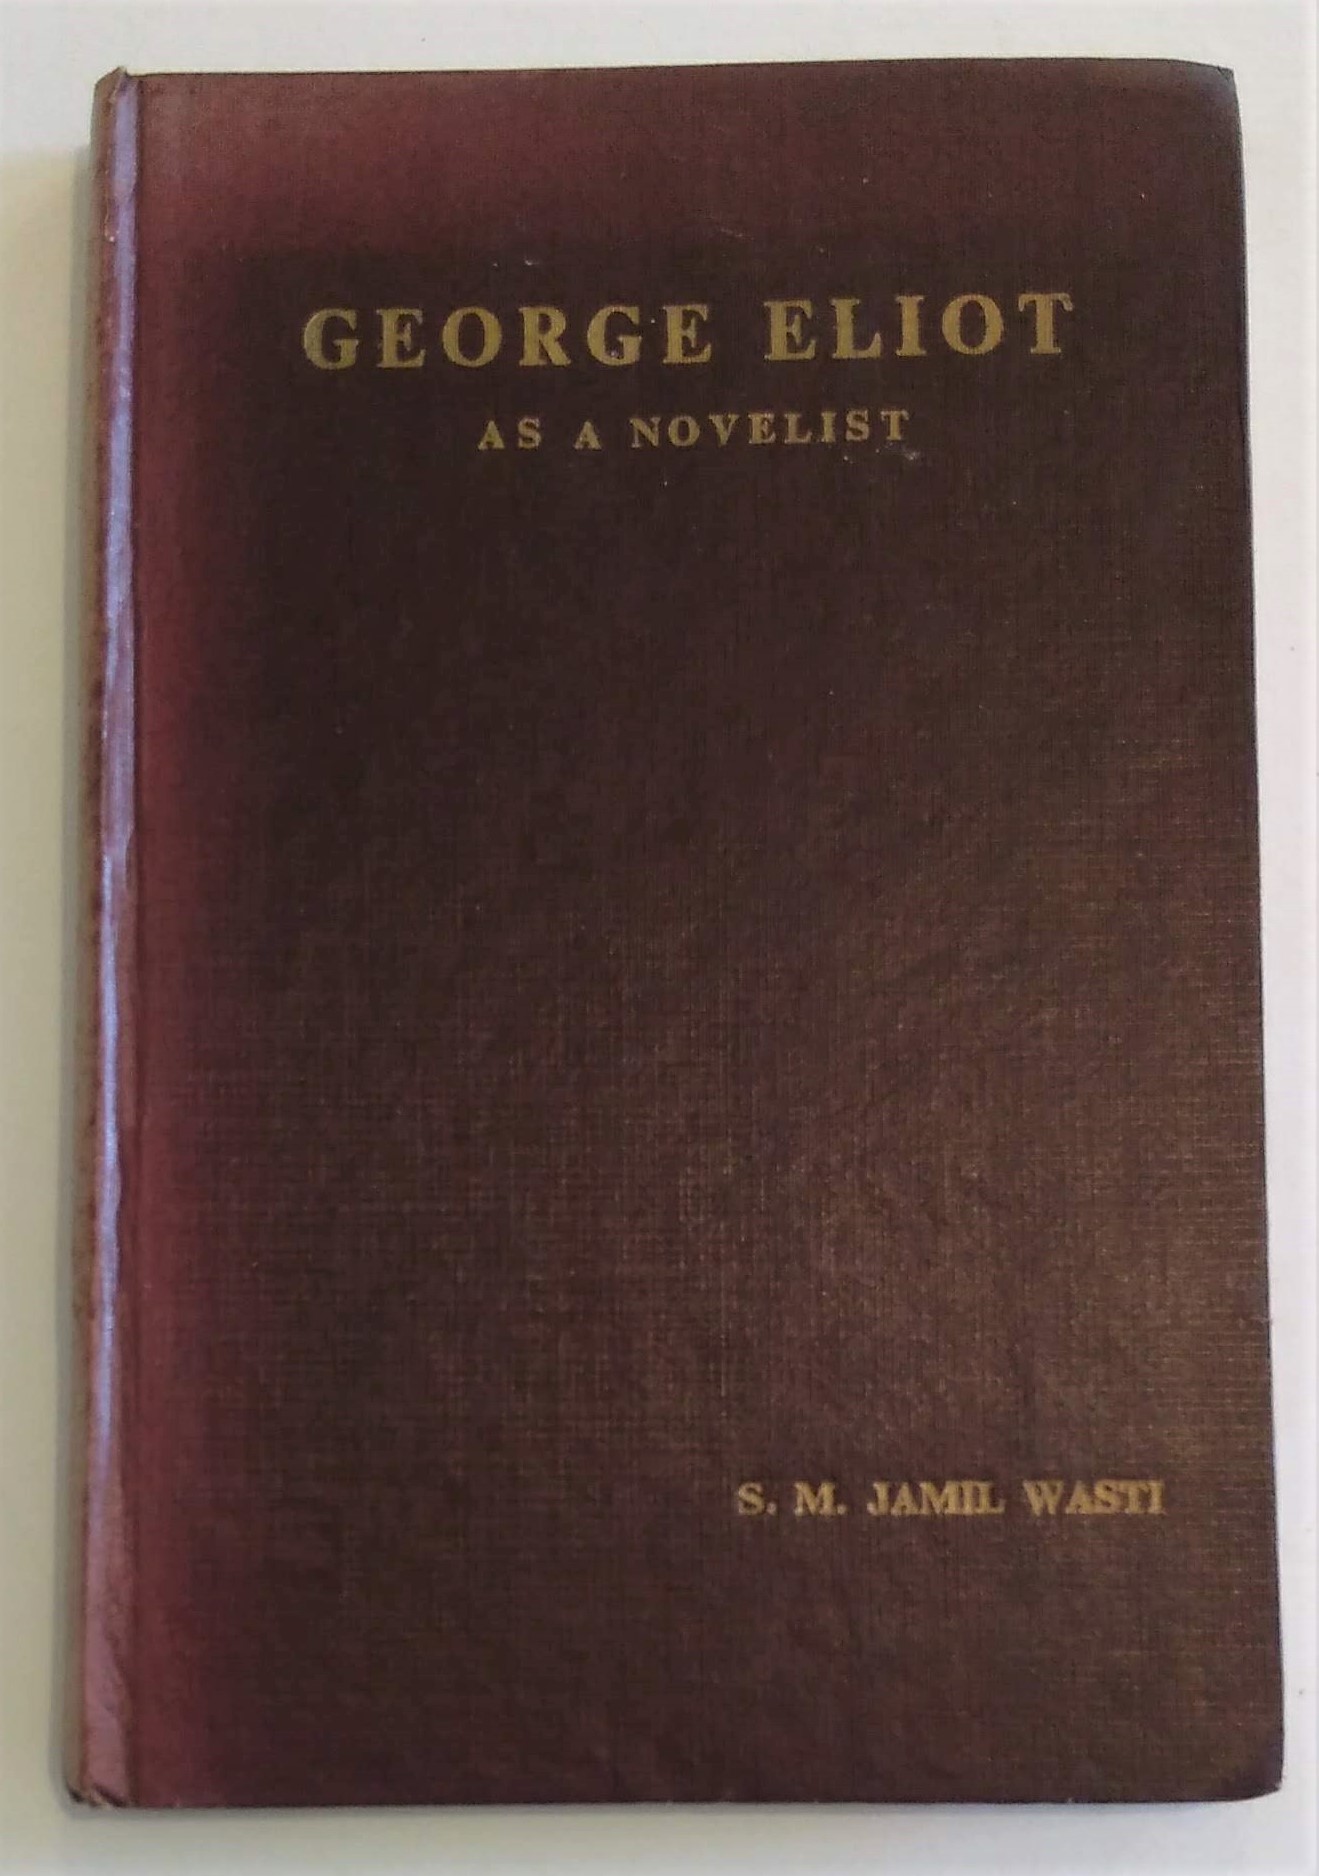 GEORGE ELIOT
AS A NOVELIST
S. M. JAMIL WASTI